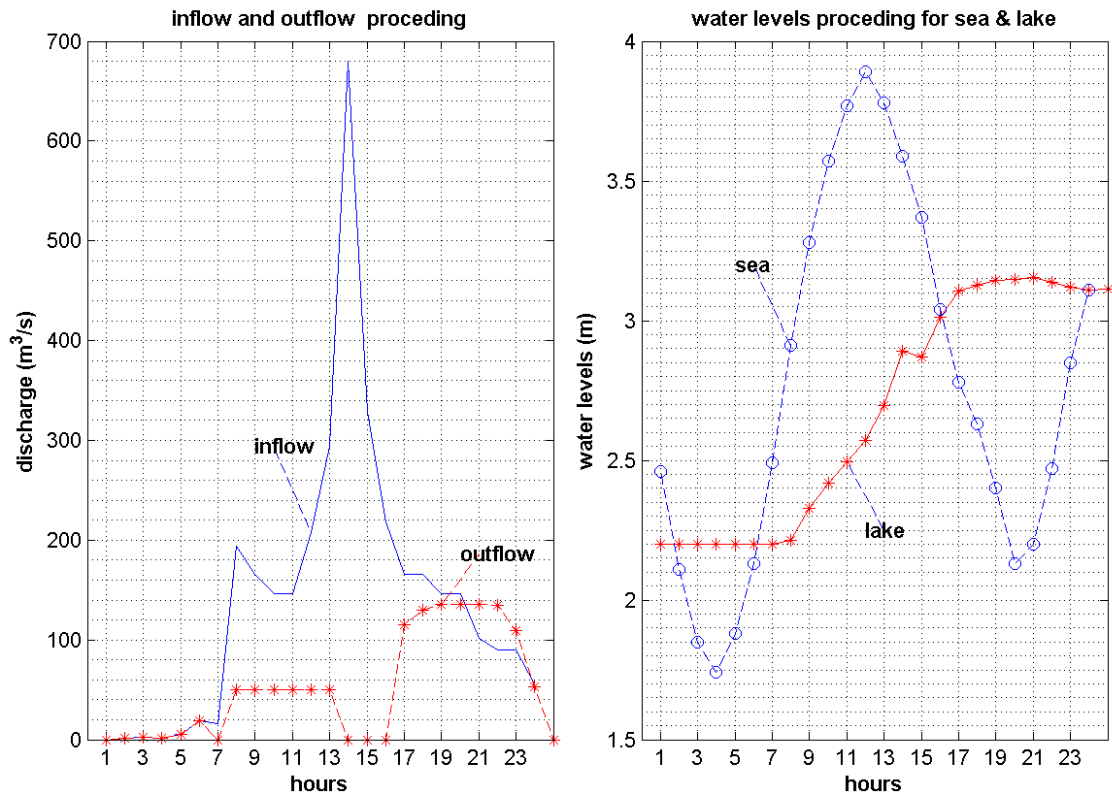 inflow and outflow  proceding
700
600
500
400
300
200
100
0
discharge (m³/s)
inflow
outflow
1 3 5 7 9 11 13 15 17 19 21 23
hours
water levels proceding for sea & lake
4
3.5
3
2.5
2
1.5
water levels (m)
sea
lake
1 3 5 7 9 11 13 15 17 19 21 23
hours